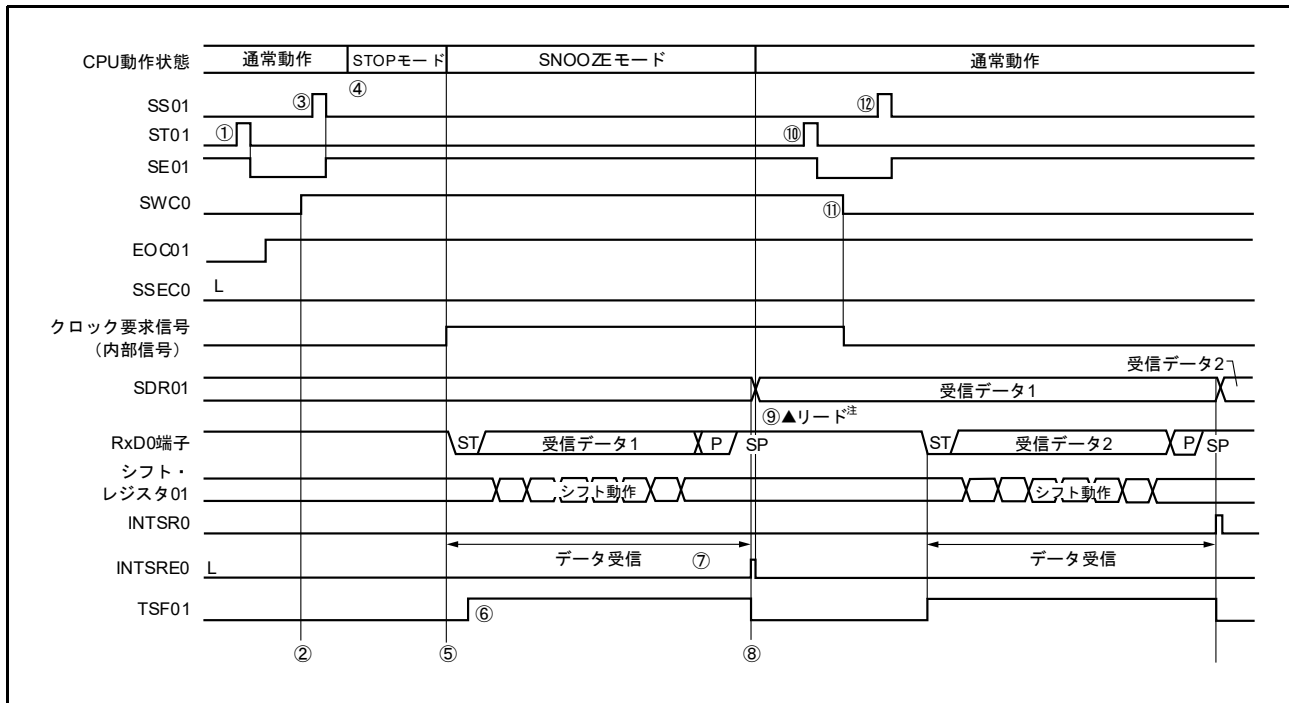 CPU動作状態 通常動作 STOPモード SNOOZEモード 通常動作
④
SS01 ③ ⑫
ST01 ① ⑩
SE01
SWC0 ⑪
EOC01
SSEC0 L
クロック要求信号
（内部信号）
受信データ2
SDR01 受信データ1
⑨▲リード注
RxD0端子 ST 受信データ1 P SP ST 受信データ2 P SP
シフト・
レジスタ01 シフト動作 シフト動作
INTSR0
データ受信 ⑦ データ受信
INTSRE0 L
TSF01 ⑥
② ⑤ ⑧